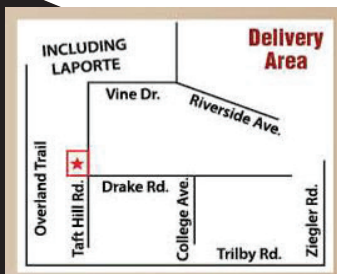 INCLUDING
LAPORTE
Delivery
Area
Vine Dr.
Riverside Ave.
Overland Trail
Taft Hill Rd.
Drake Rd.
College Ave.
Ziegler Rd.
Trilby Rd.